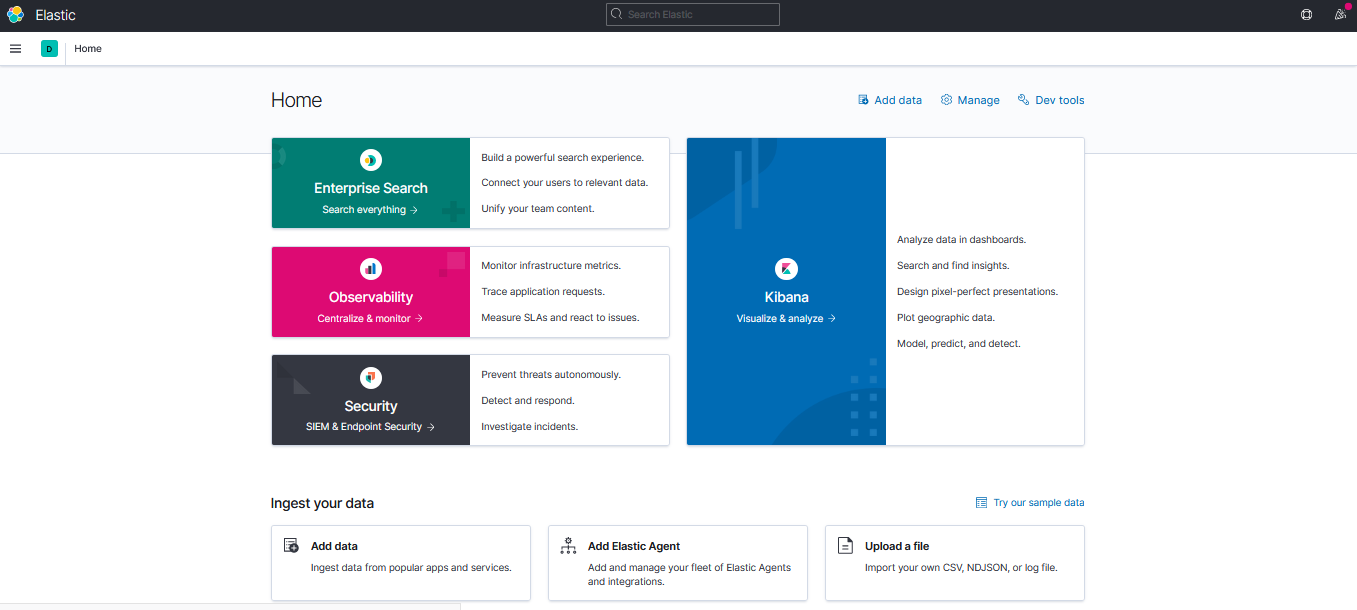 Elastic
Search Elastic
D
Home
Home
Add data
Manage
Dev tools
Enterprise Search
Search everything →
Build a powerful search experience.
Connect your users to relevant data.
Unify your team content.
Observability
Centralize & monitor →
Monitor infrastructure metrics.
Trace application requests.
Measure SLAs and react to issues.
Security
SIEM & Endpoint Security →
Prevent threats autonomously.
Detect and respond.
Investigate incidents.
Kibana
Visualize & analyze →
Analyze data in dashboards.
Search and find insights.
Design pixel-perfect presentations.
Plot geographic data.
Model, predict, and detect.
Ingest your data
Try our sample data
Add data
Ingest data from popular apps and services.
Add Elastic Agent
Add and manage your fleet of Elastic Agents
and integrations.
Upload a file
Import your own CSV, NDJSON, or log file.